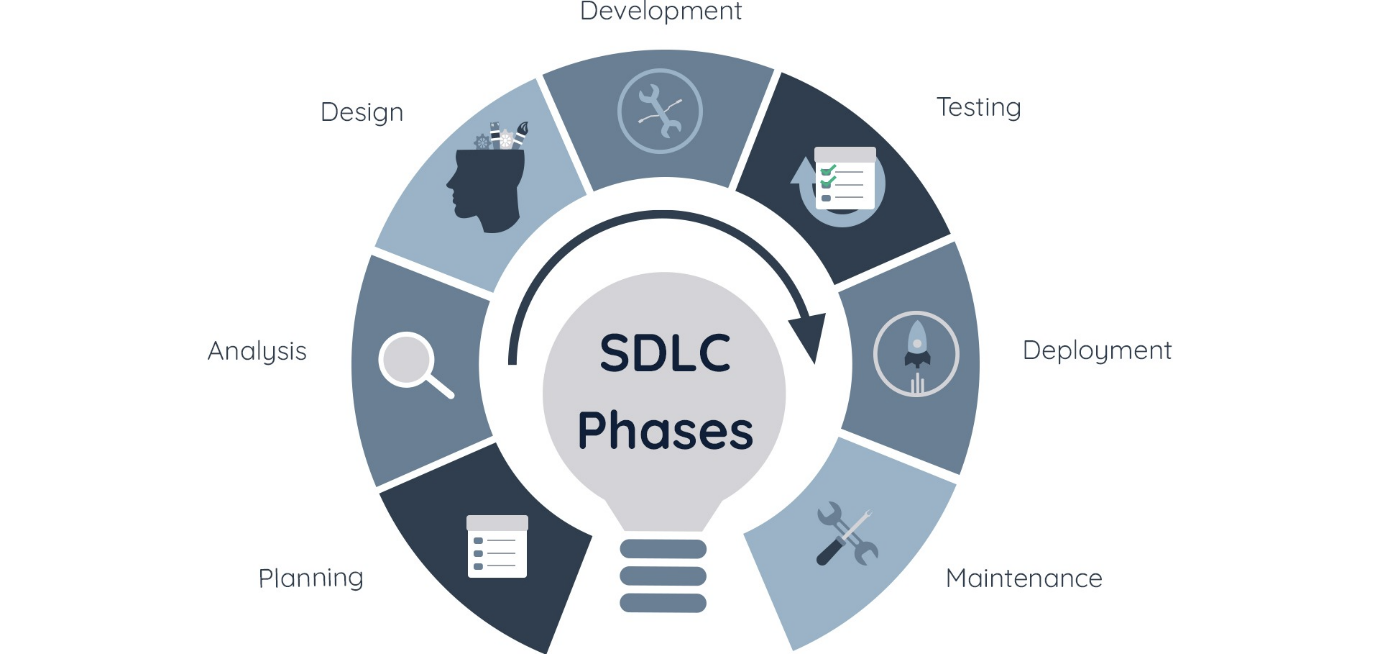 Development
Design
Testing
Analysis
Deployment
SDLC
Phases
Planning
Maintenance